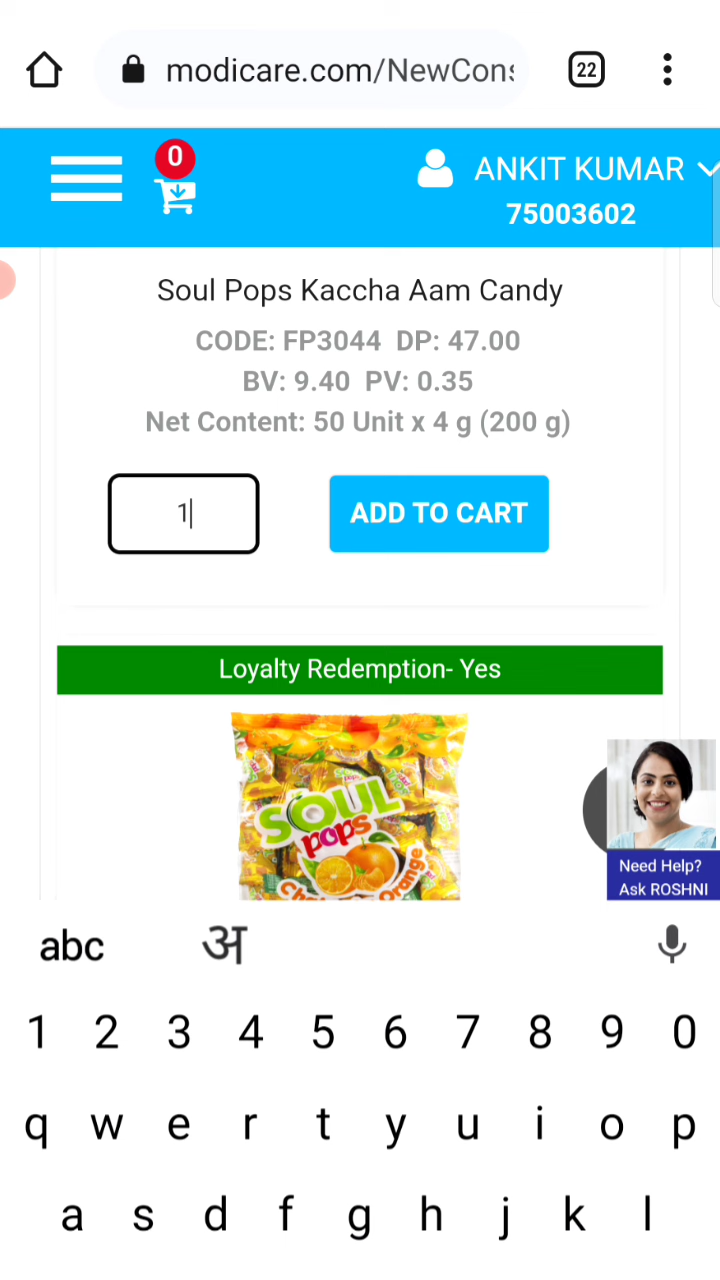 modicare.com/NewCons
22
0
ANKIT KUMAR
75003602
Soul Pops Kaccha Aam Candy
CODE: FP3044 DP: 47.00
BV: 9.40 PV: 0.35
Net Content: 50 Unit x 4 g (200 g)
1
ADD TO CART
Loyalty Redemption- Yes
SOUL
pops
Orange
Need Help?
Ask ROSHNI
abc
अ
1 2 3 4 5 6 7 8 9 0
q w e r t y u i o p
a s d f g h j k l